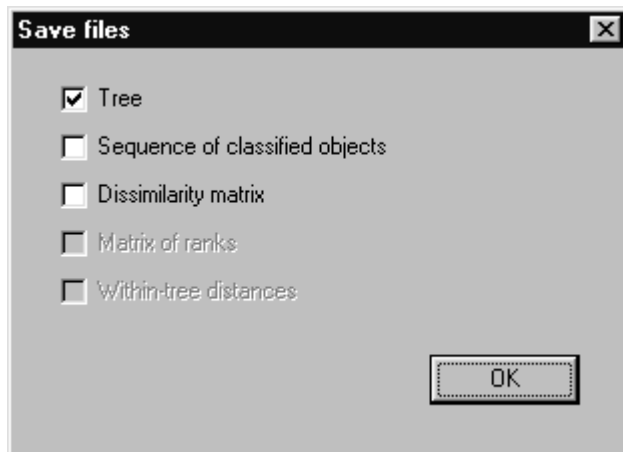 Save files
Tree
Sequence of classified objects
Dissimilarity matrix
Matrix of ranks
Within-tree distances
OK